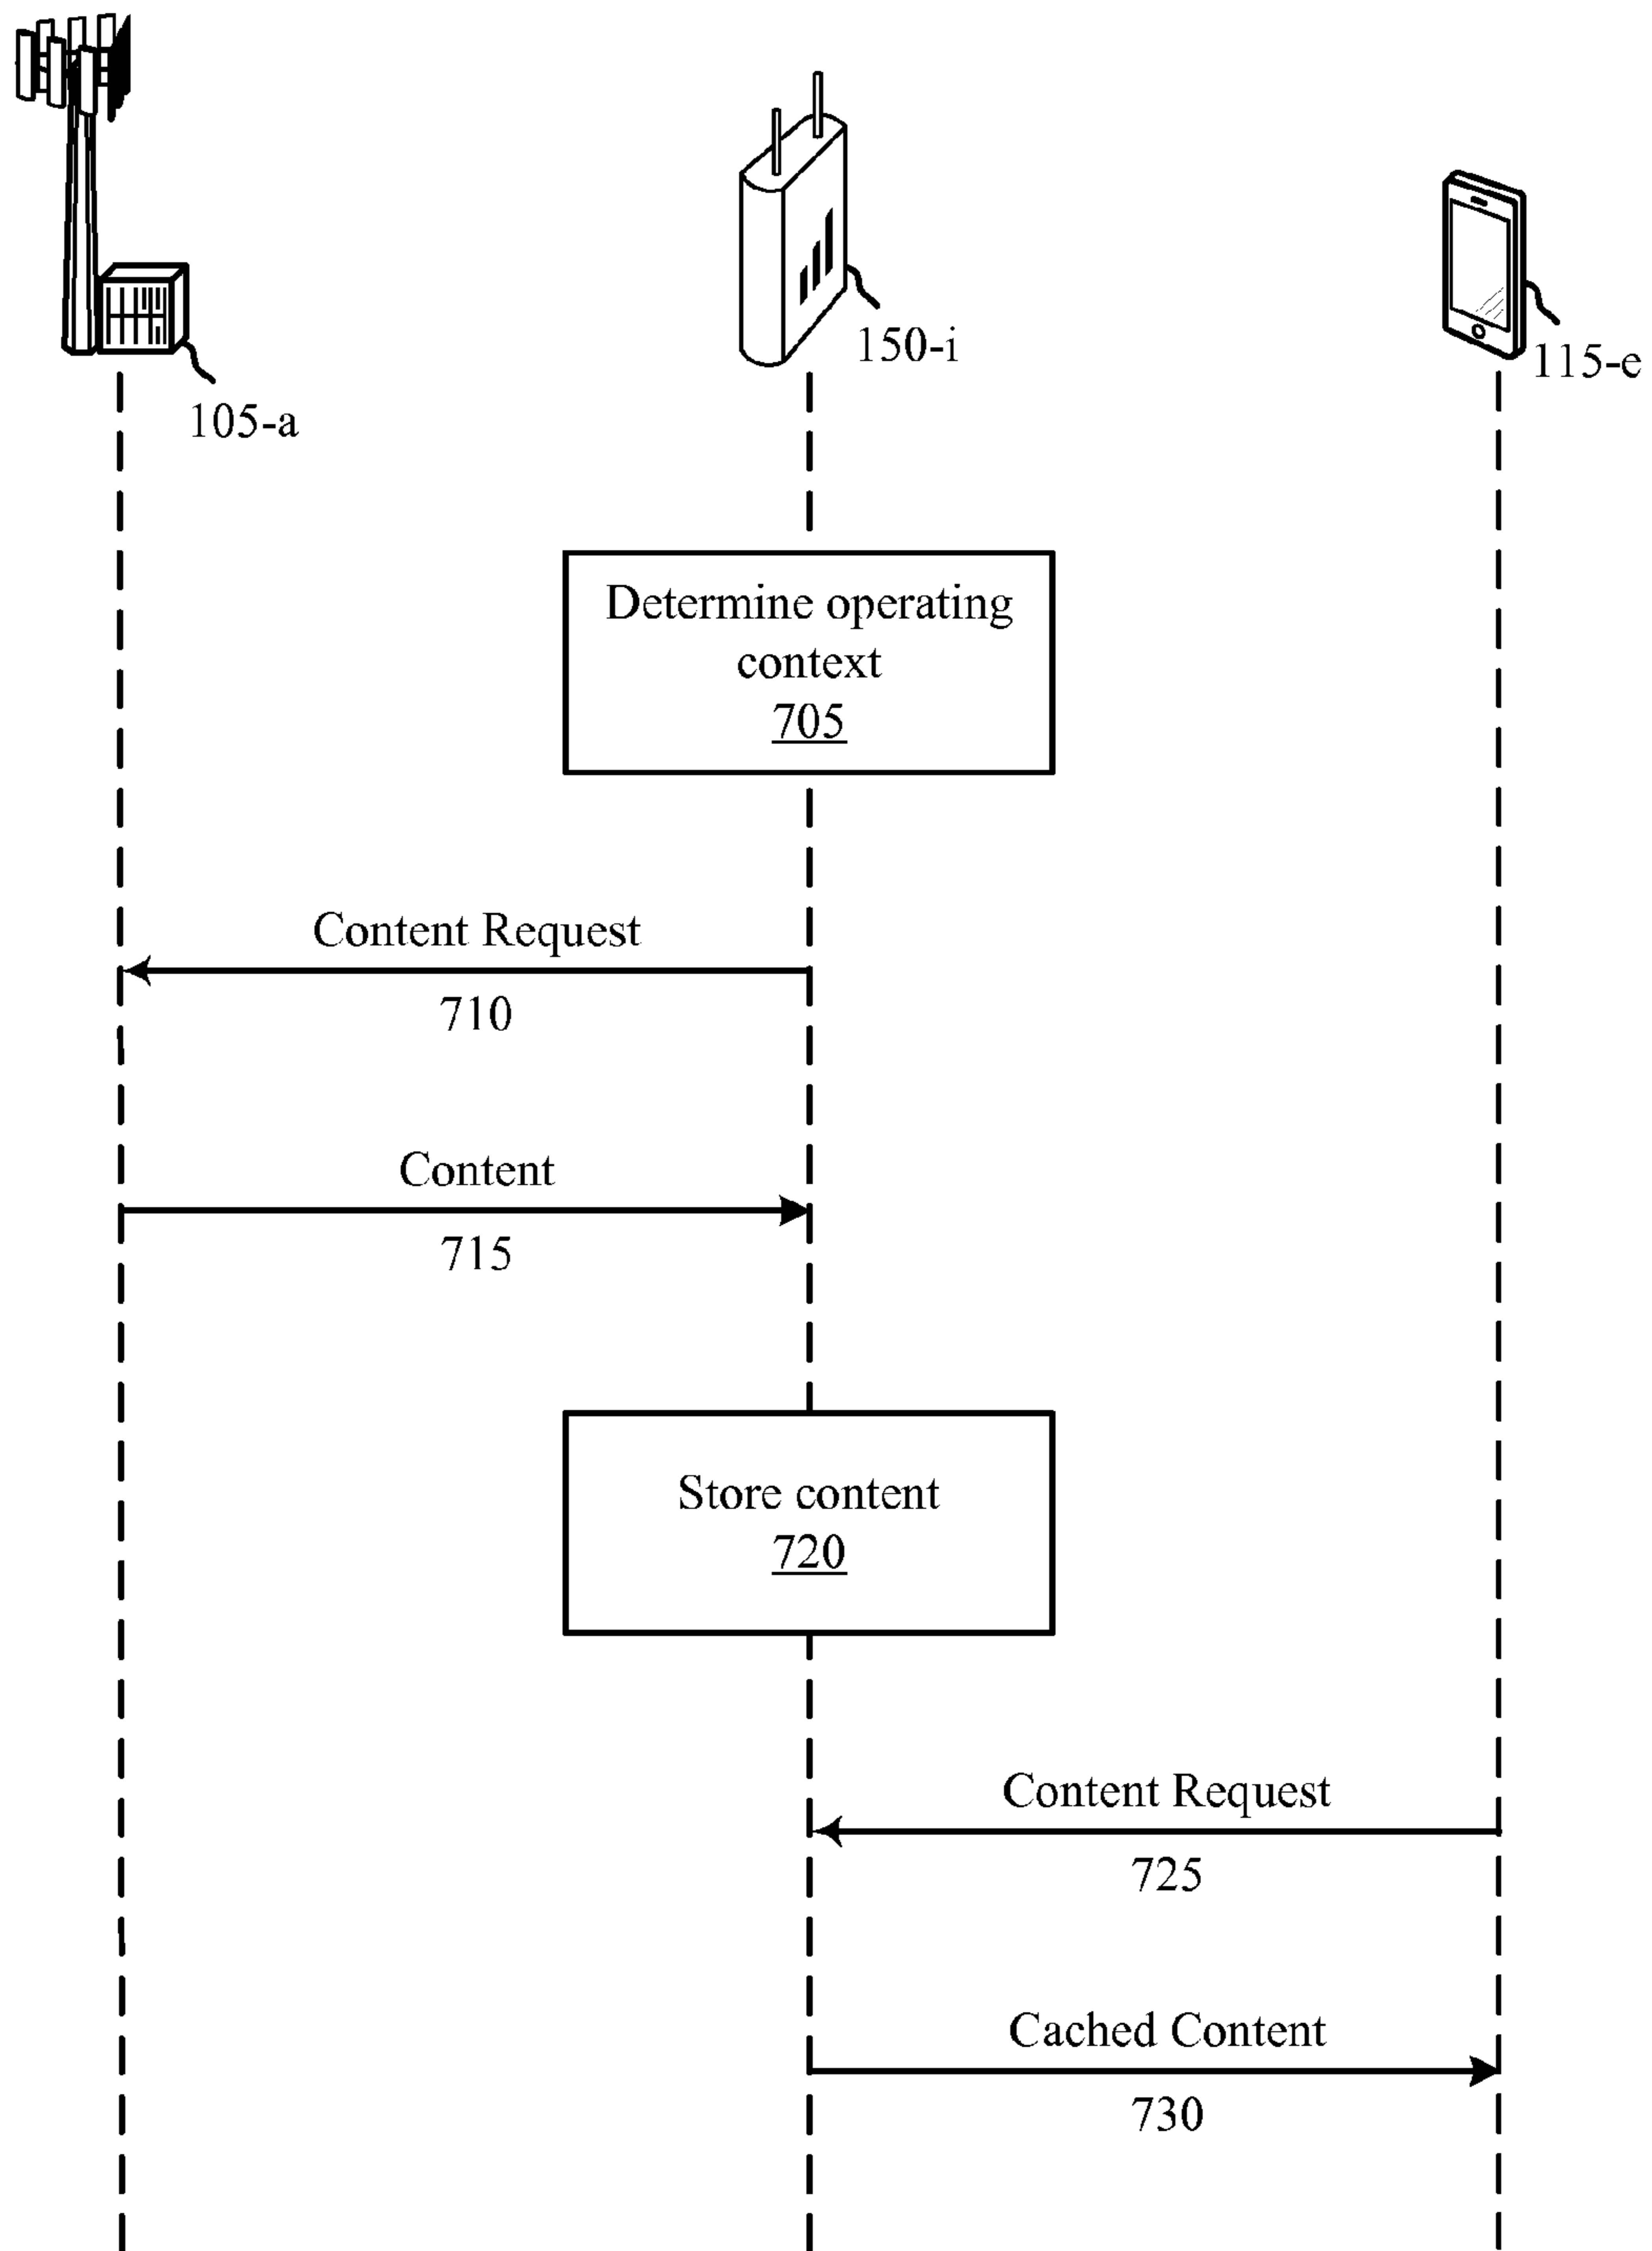 150-i
115-e
105-a
Determine operating
context
705
Content Request
710
Content
715
Store content
720
Content Request
725
Cached Content
730